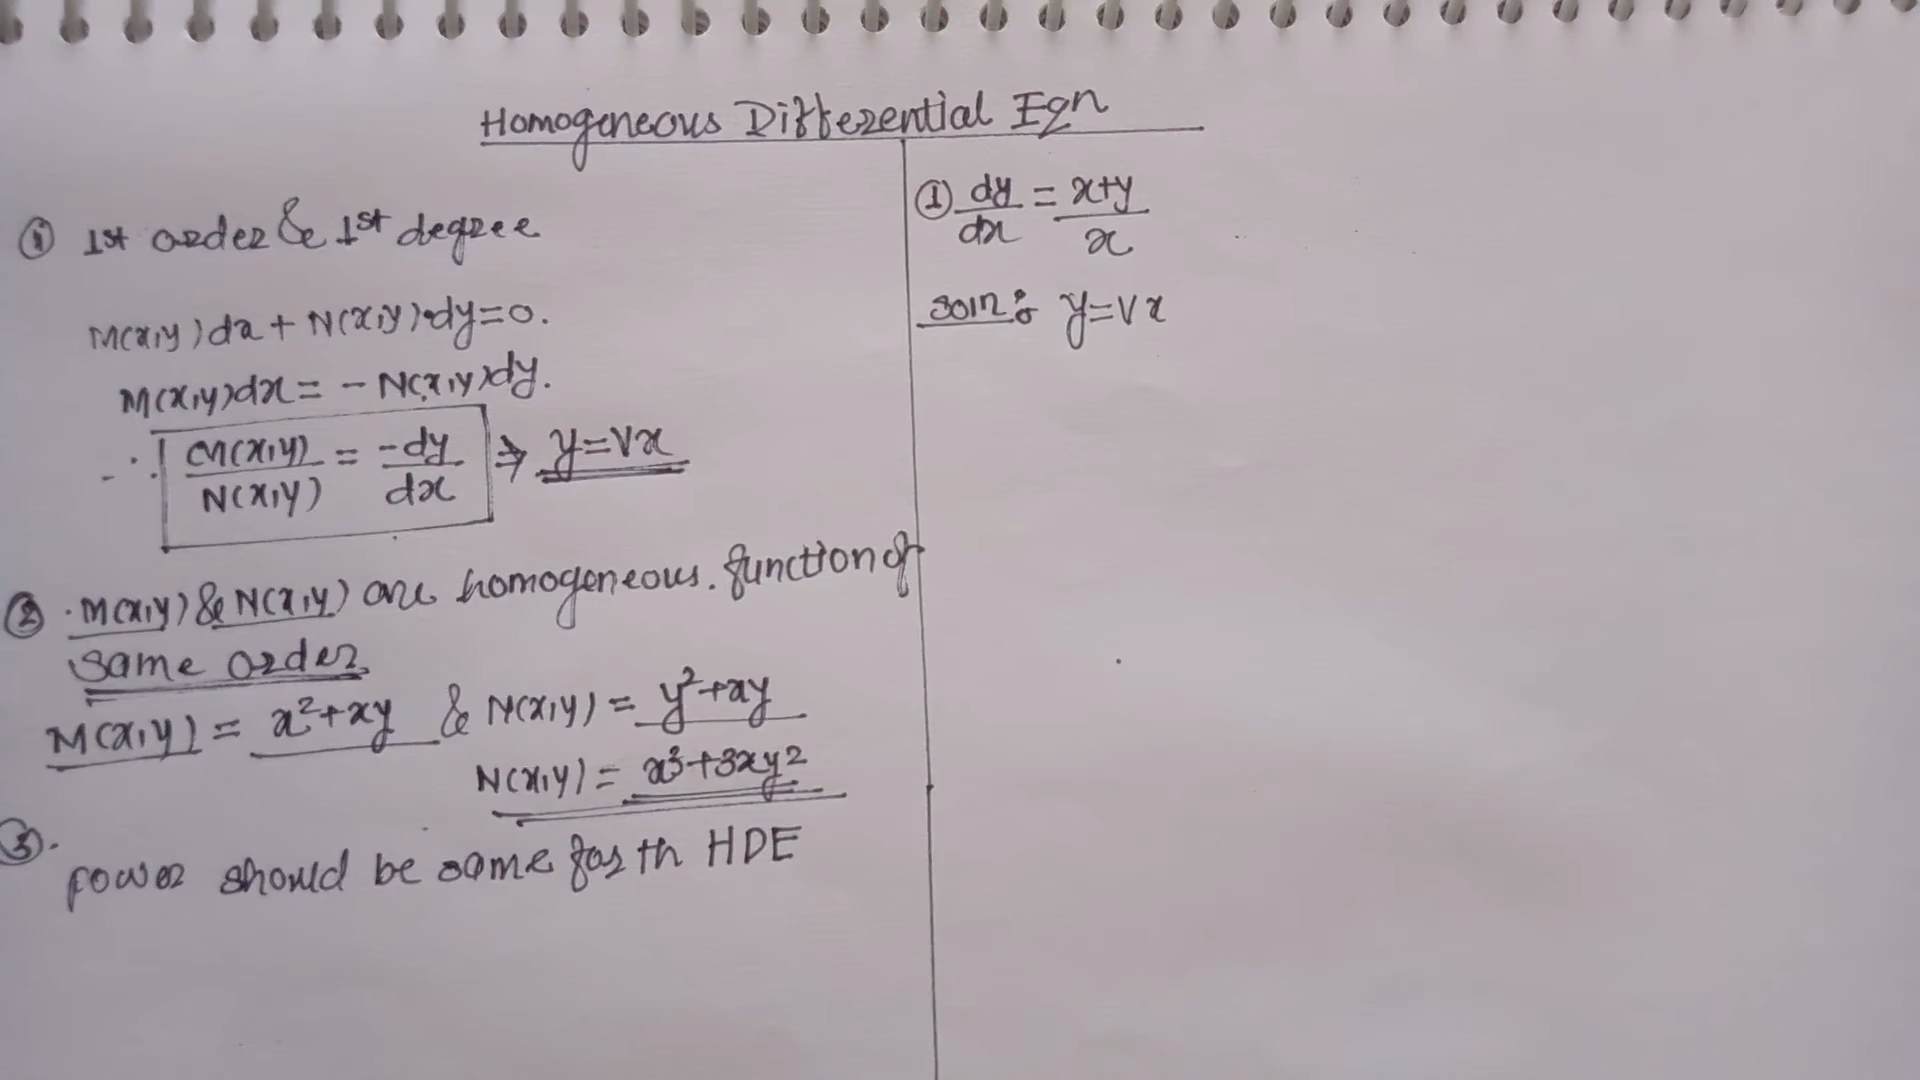 Homogeneous Differential Eqn
① 1st order & 1st degree
M(x,y)dx + N(x,y)dy=0.
M(x,y)dx = - N(x,y)dy.
∴ M(x,y)/N(x,y) = -dy/dx ⇒ y=vx
② M(x,y) & N(x,y) are homogeneous. function of
same order
M(x,y) = x²+xy & N(x,y) = y²+xy
N(x,y) = x³+3xy²
③.
power should be same for th HDE
① dy/dx = x+y/x
soln: y=vx